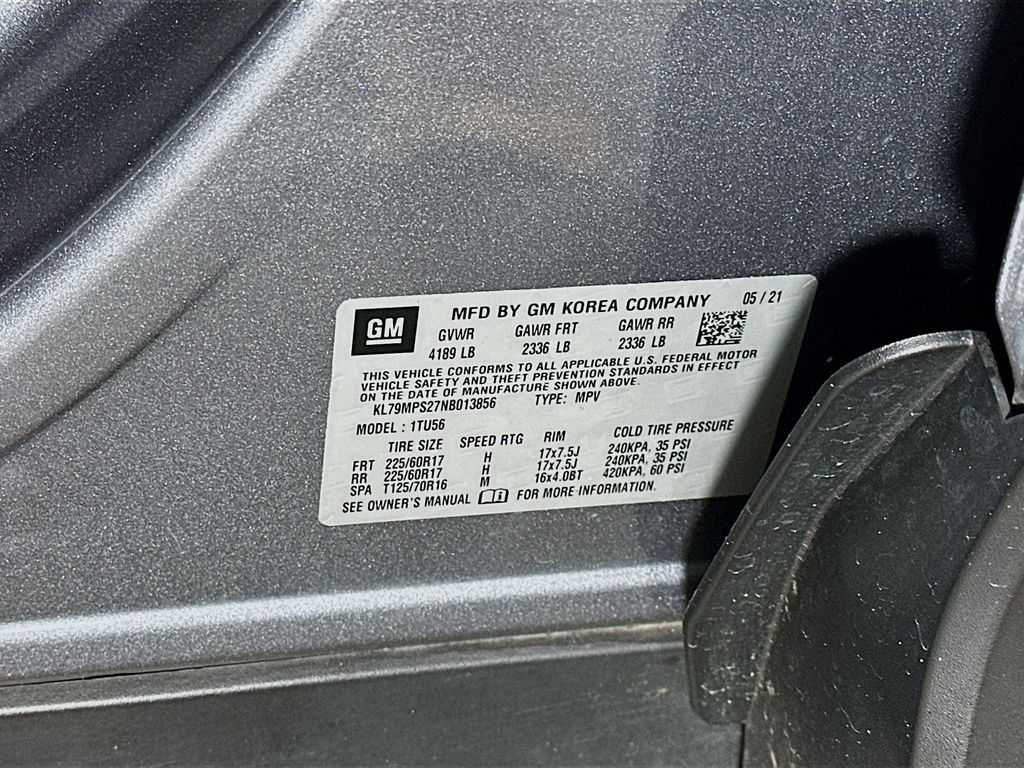 GM
MFD BY GM KOREA COMPANY 05 / 21
GVWR GAWR FRT GAWR RR
4189 LB 2336 LB 2336 LB
THIS VEHICLE CONFORMS TO ALL APPLICABLE U.S. FEDERAL MOTOR
VEHICLE SAFETY AND THEFT PREVENTION STANDARDS IN EFFECT
ON THE DATE OF MANUFACTURE SHOWN ABOVE.
KL79MPS27NB013856 TYPE: MPV
MODEL : 1TU56
TIRE SIZE SPEED RTG RIM COLD TIRE PRESSURE
FRT 225/60R17 H 17x7.5J 240KPA, 35 PSI
RR 225/60R17 H 17x7.5J 240KPA, 35 PSI
SPA T125/70R16 M 16x4.0BT 420KPA, 60 PSI
SEE OWNER'S MANUAL i FOR MORE INFORMATION.